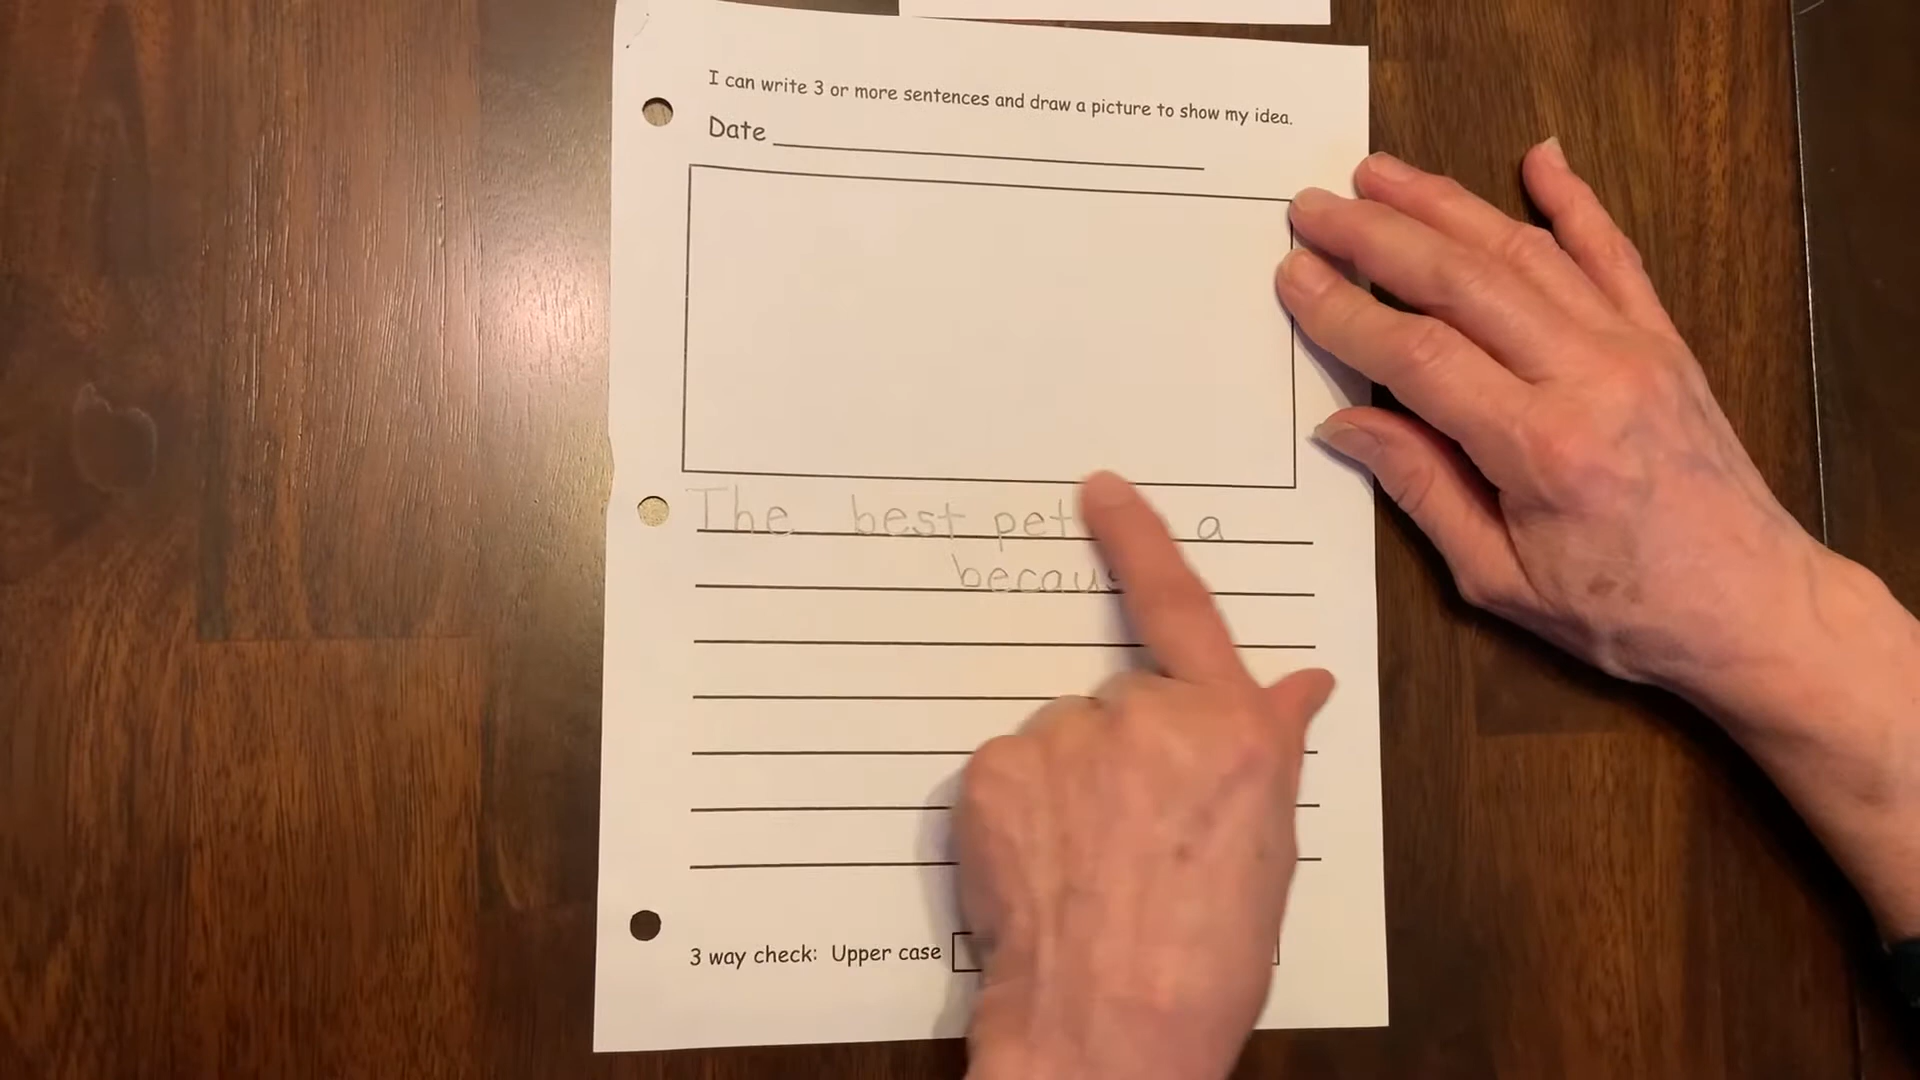 I can write 3 or more sentences and draw a picture to show my idea.
Date
The best pet a
becaus
3 way check: Upper case